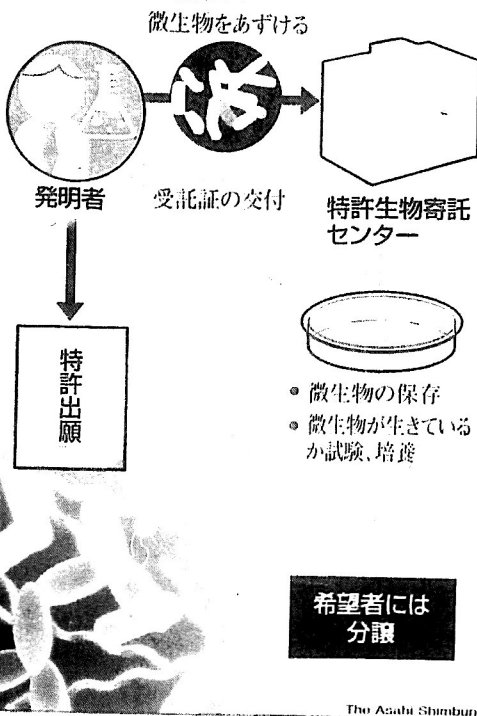 微生物をあずける
発明者
受託証の交付
特許生物寄託
センター
特許出願
• 微生物の保存
• 微生物が生きている
か試験、培養
希望者には
分譲
The Asahi Shimbun